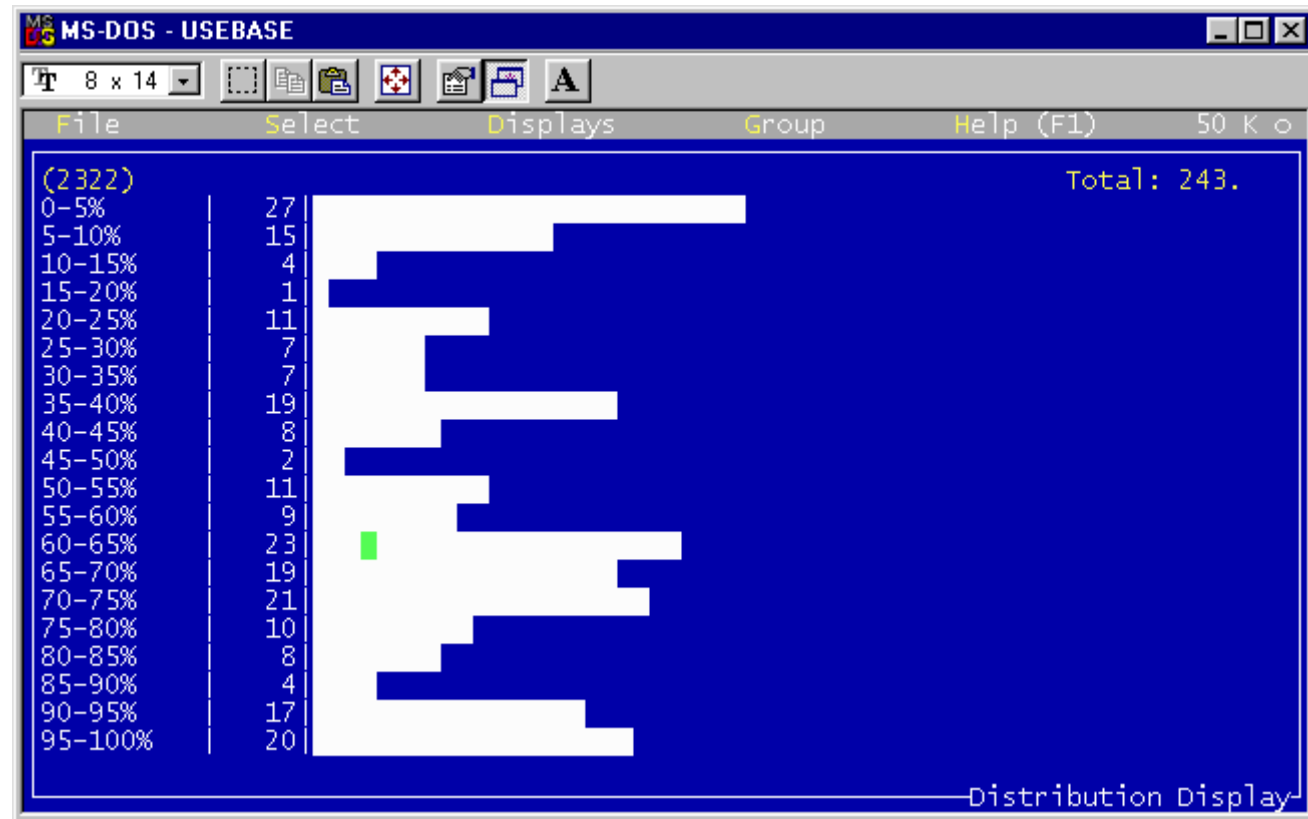 MS-DOS - USEBASE
8 x 14 A
File Select Displays Group Help (F1) 50 K o
(2322) Total: 243.
0-5% | 27|
5-10% | 15|
10-15% | 4|
15-20% | 1|
20-25% | 11|
25-30% | 7|
30-35% | 7|
35-40% | 19|
40-45% | 8|
45-50% | 2|
50-55% | 11|
55-60% | 9|
60-65% | 23|
65-70% | 19|
70-75% | 21|
75-80% | 10|
80-85% | 8|
85-90% | 4|
90-95% | 17|
95-100% | 20|
Distribution Display